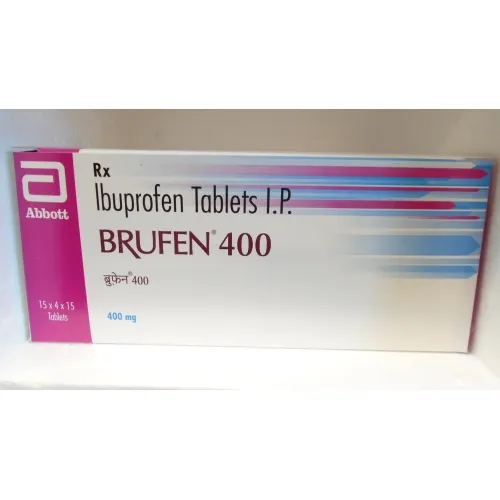 Abbott
15 x 4 x 15
Tablets
Rx
Ibuprofen Tablets I.P.
BRUFEN® 400
ब्रुफेन® 400
400 mg